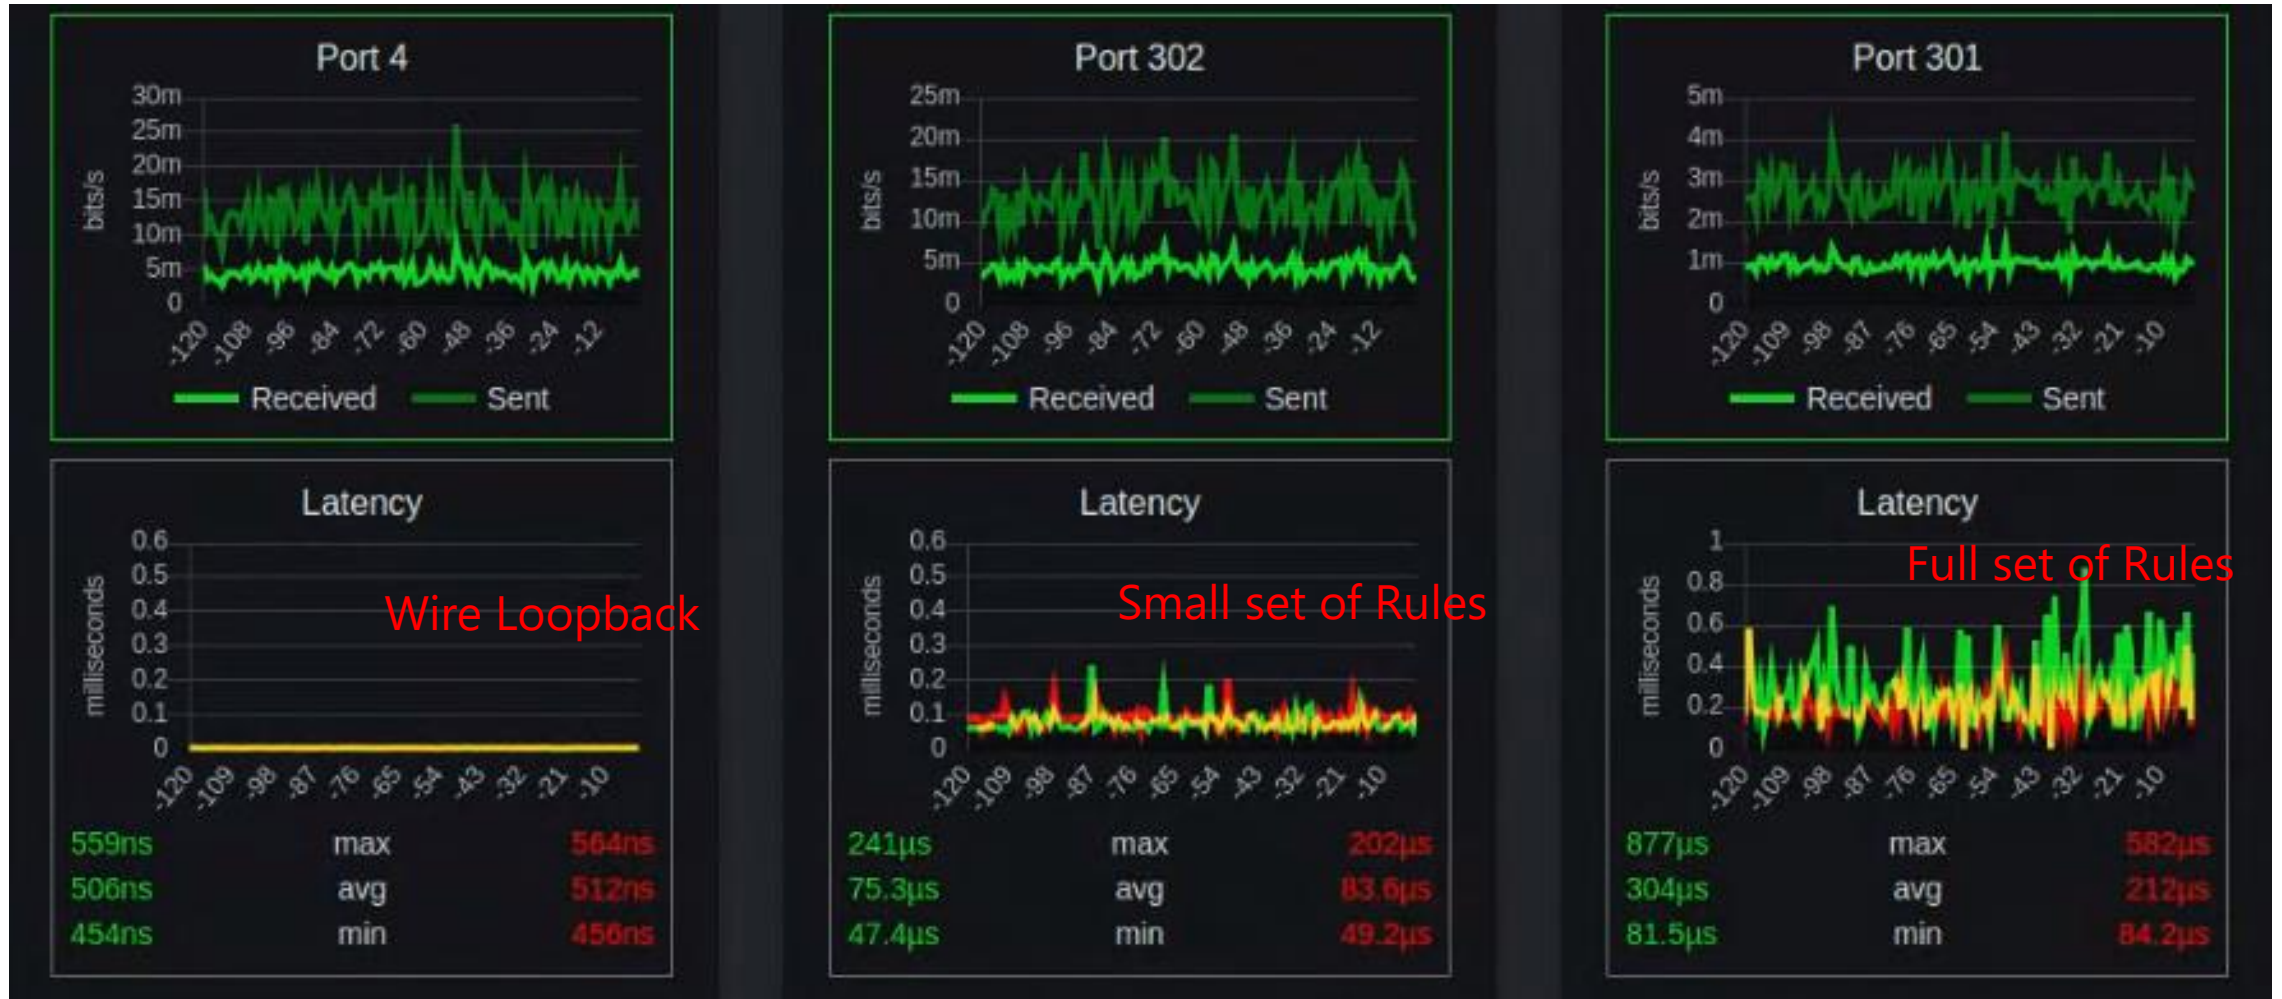 Port 4
30m
25m
20m
15m
10m
5m
0
bits/s
-120 -108 -96 -84 -72 -60 -48 -36 -24 -12
Received Sent
Port 302
25m
20m
15m
10m
5m
0
bits/s
-120 -108 -96 -84 -72 -60 -48 -36 -24 -12
Received Sent
Port 301
5m
4m
3m
2m
1m
0
bits/s
-120 -109 -98 -87 -76 -65 -54 -43 -32 -21 -10
Received Sent
Latency
0.6
0.5
0.4
0.3
0.2
0.1
0
milliseconds
Wire Loopback
-120 -109 -98 -87 -76 -65 -54 -43 -32 -21 -10
559ns max 564ns
506ns avg 512ns
454ns min 456ns
Latency
0.6
0.5
0.4
0.3
0.2
0.1
0
milliseconds
Small set of Rules
-120 -109 -98 -87 -76 -65 -54 -43 -32 -21 -10
241µs max 202µs
75.3µs avg 83.6µs
47.4µs min 49.2µs
Latency
1
0.8
0.6
0.4
0.2
0
milliseconds
Full set of Rules
-120 -109 -98 -87 -76 -65 -54 -43 -32 -21 -10
877µs max 582µs
304µs avg 212µs
81.5µs min 84.2µs